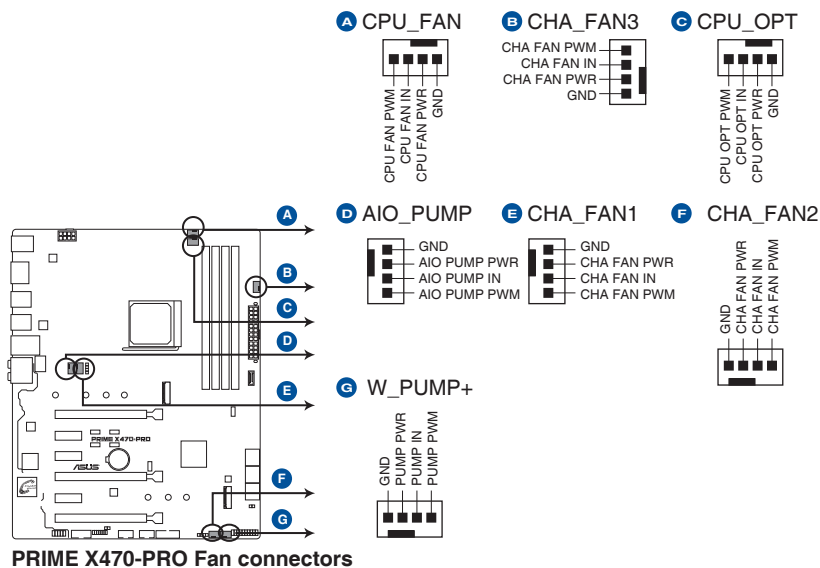 A CPU_FAN
CPU FAN PWM
CPU FAN IN
CPU FAN PWR
GND
B CHA_FAN3
CHA FAN PWM
CHA FAN IN
CHA FAN PWR
GND
C CPU_OPT
CPU OPT PWM
CPU OPT IN
CPU OPT PWR
GND
D AIO_PUMP
GND
AIO PUMP PWR
AIO PUMP IN
AIO PUMP PWM
E CHA_FAN1
GND
CHA FAN PWR
CHA FAN IN
CHA FAN PWM
F CHA_FAN2
GND
CHA FAN PWR
CHA FAN IN
CHA FAN PWM
G W_PUMP+
GND
PUMP PWR
PUMP IN
PUMP PWM
A
B
C
D
E
F
G
PRIME X470-PRO
ASUS
PRIME X470-PRO Fan connectors